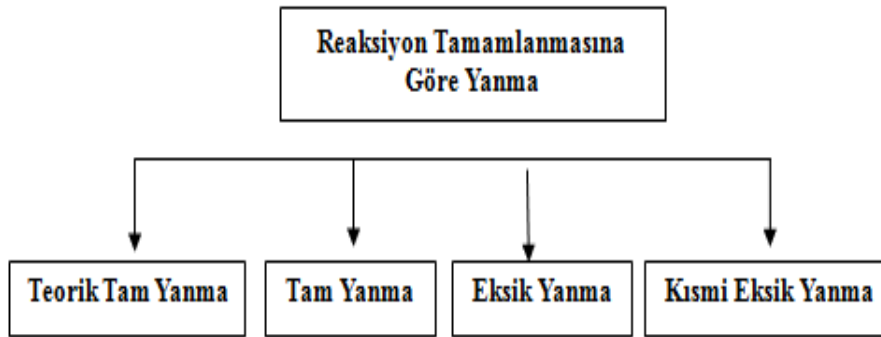 Reaksiyon Tamamlanmasına
Göre Yanma
Teorik Tam Yanma
Tam Yanma
Eksik Yanma
Kısmi Eksik Yanma